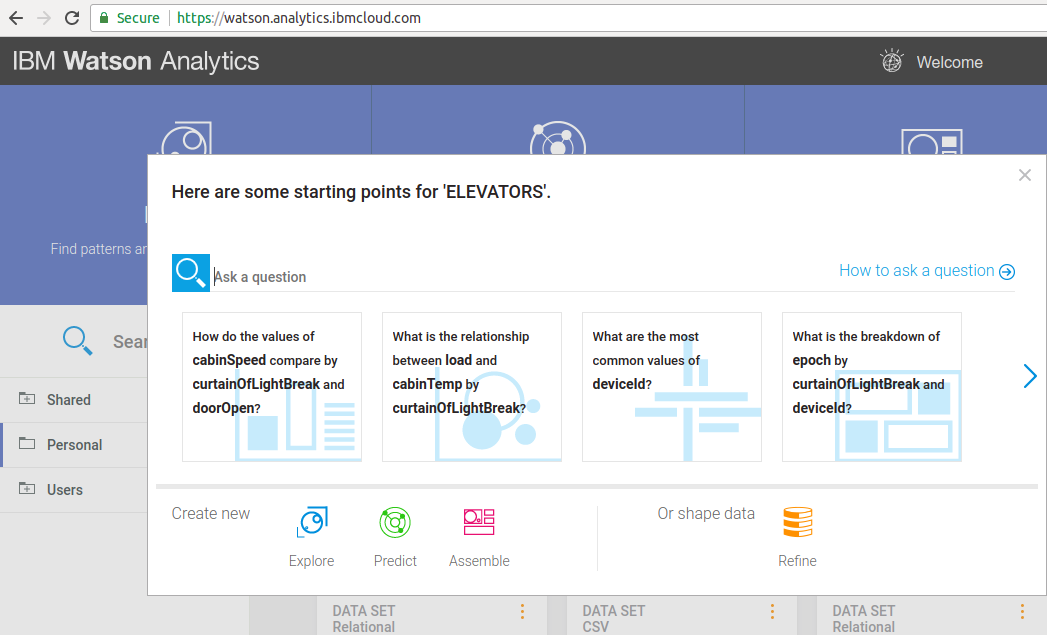 Secure https://watson.analytics.ibmcloud.com
IBM Watson Analytics
Welcome
Find patterns
Here are some starting points for 'ELEVATORS'.
Ask a question
How to ask a question
How do the values of
cabinSpeed compare by
curtainOfLightBreak and
doorOpen?
What is the relationship
between load and
cabinTemp by
curtainOfLightBreak?
What are the most
common values of
deviceId?
What is the breakdown of
epoch by
curtainOfLightBreak and
deviceId?
Shared
Personal
Users
Create new
Explore
Predict
Assemble
Or shape data
Refine
DATA SET
Relational
DATA SET
CSV
DATA SET
Relational